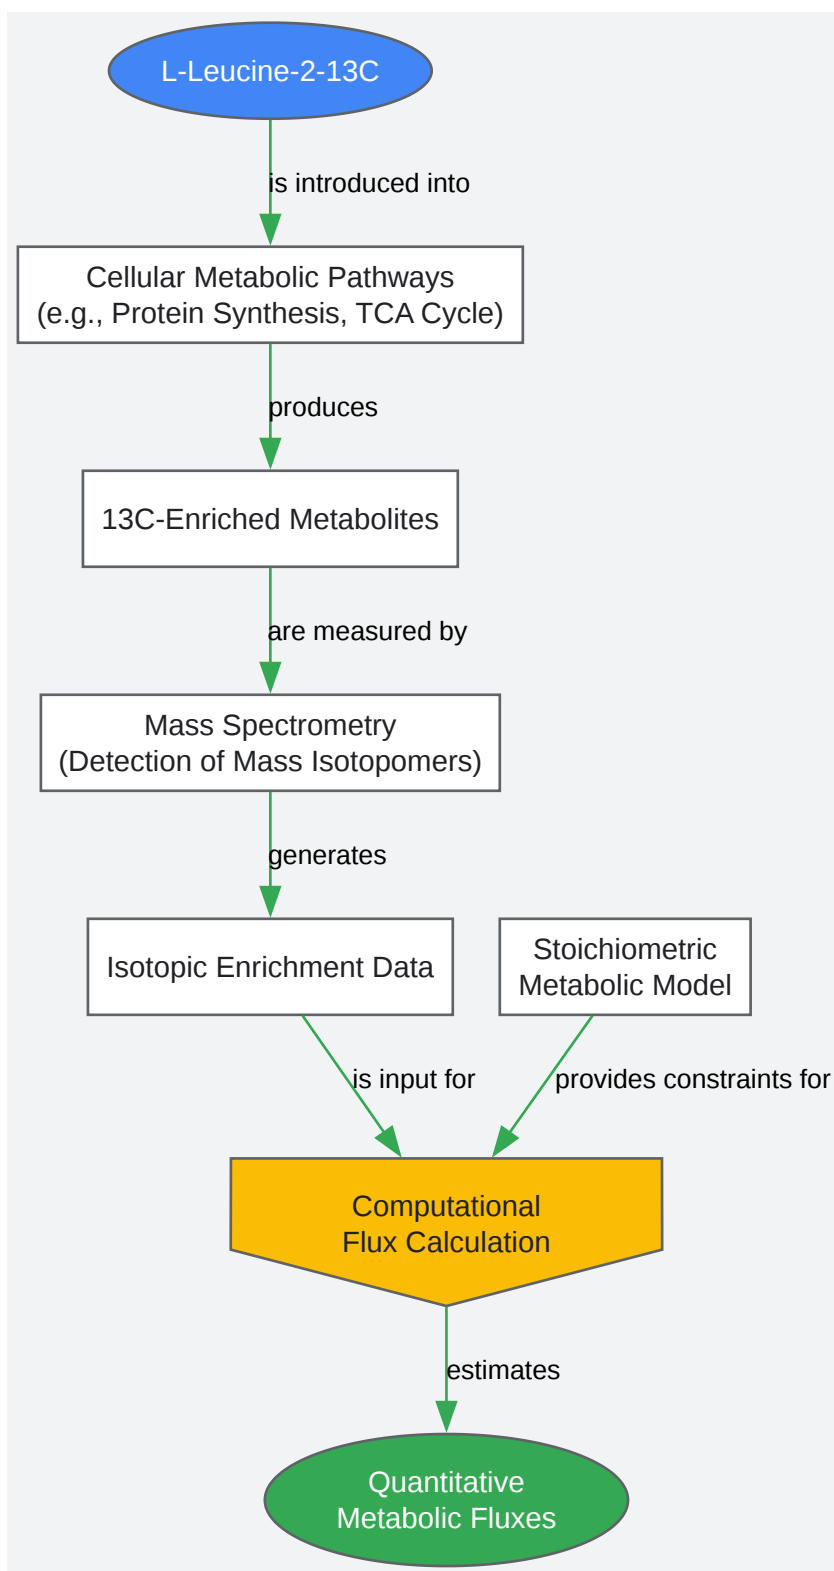 L-Leucine-2-13C
is introduced into
Cellular Metabolic Pathways
(e.g., Protein Synthesis, TCA Cycle)
produces
13C-Enriched Metabolites
are measured by
Mass Spectrometry
(Detection of Mass Isotopomers)
generates
Isotopic Enrichment Data
Stoichiometric
Metabolic Model
is input for
provides constraints for
Computational
Flux Calculation
estimates
Quantitative
Metabolic Fluxes